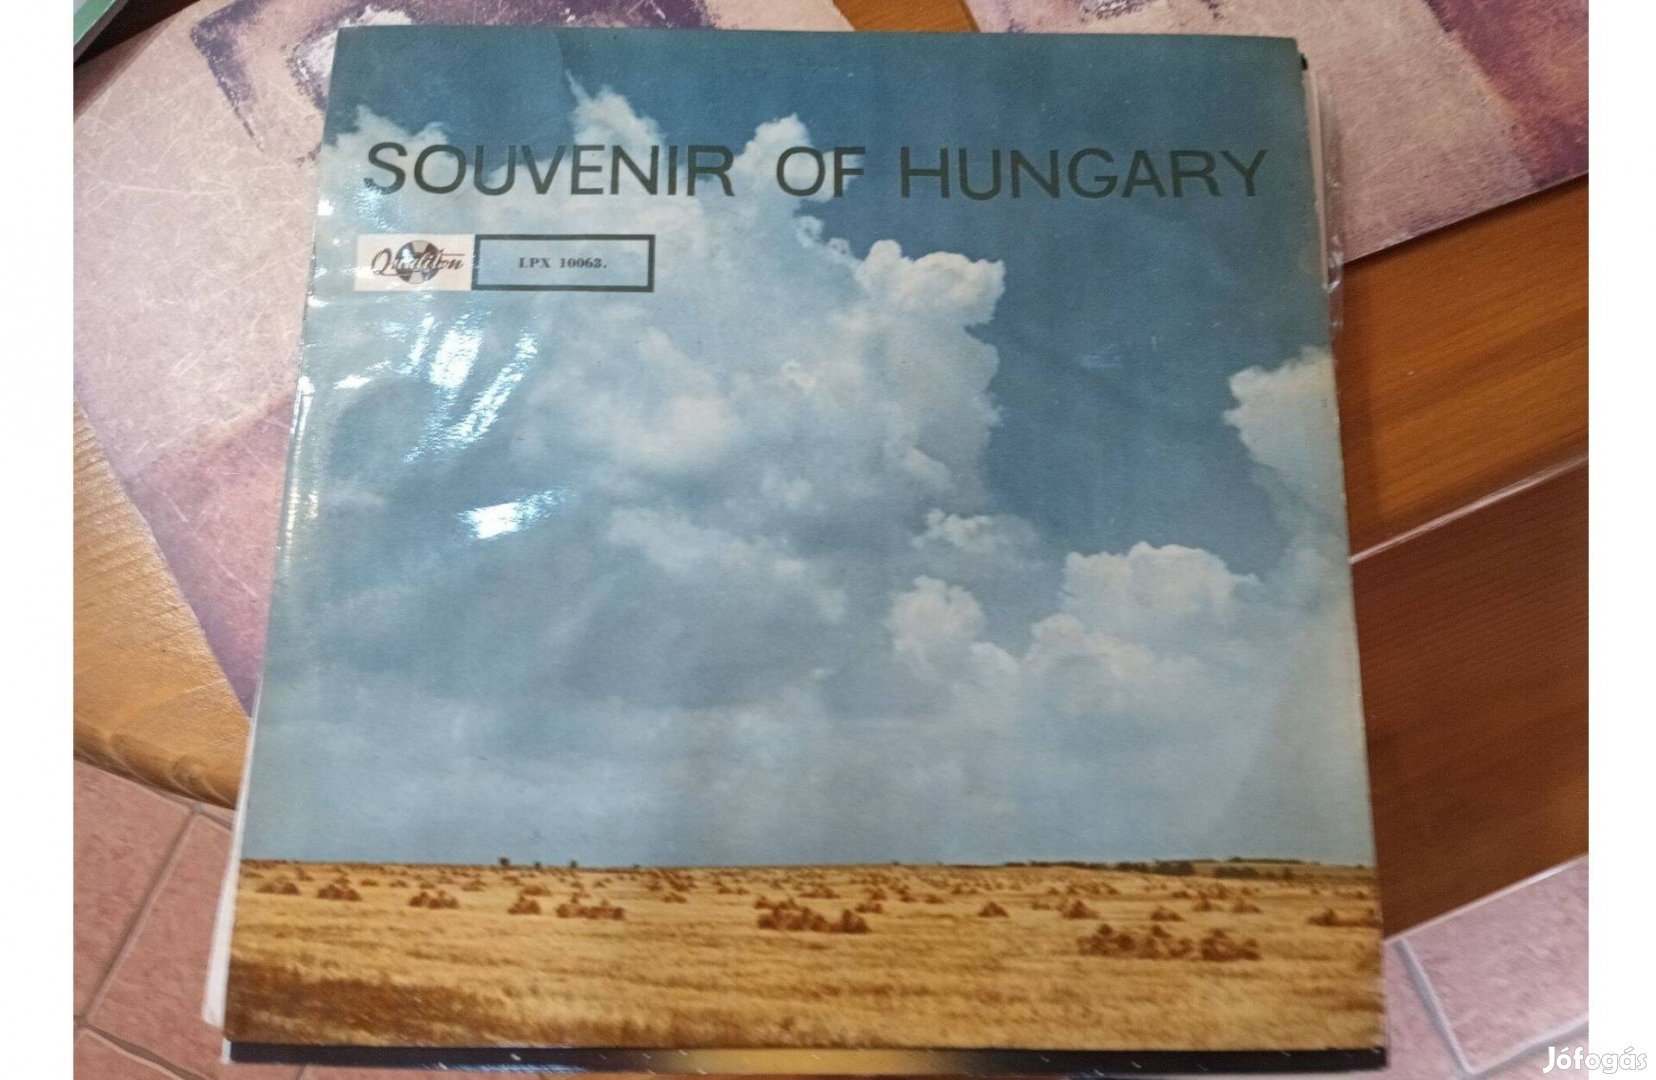 SOUVENIR OF HUNGARY
Qualiton
LPX 10063.
Jófogás